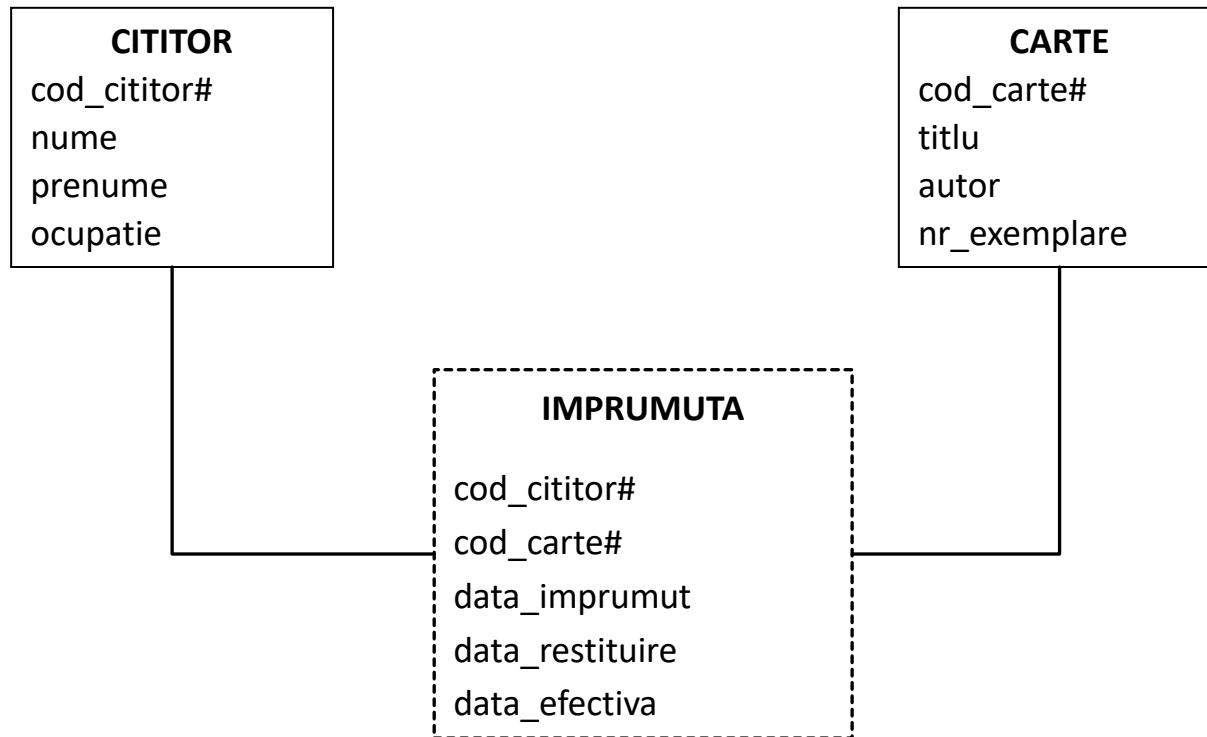 CITITOR
cod_cititor#
nume
prenume
ocupatie
CARTE
cod_carte#
titlu
autor
nr_exemplare
IMPRUMUTA
cod_cititor#
cod_carte#
data_imprumut
data_restituire
data_efectiva